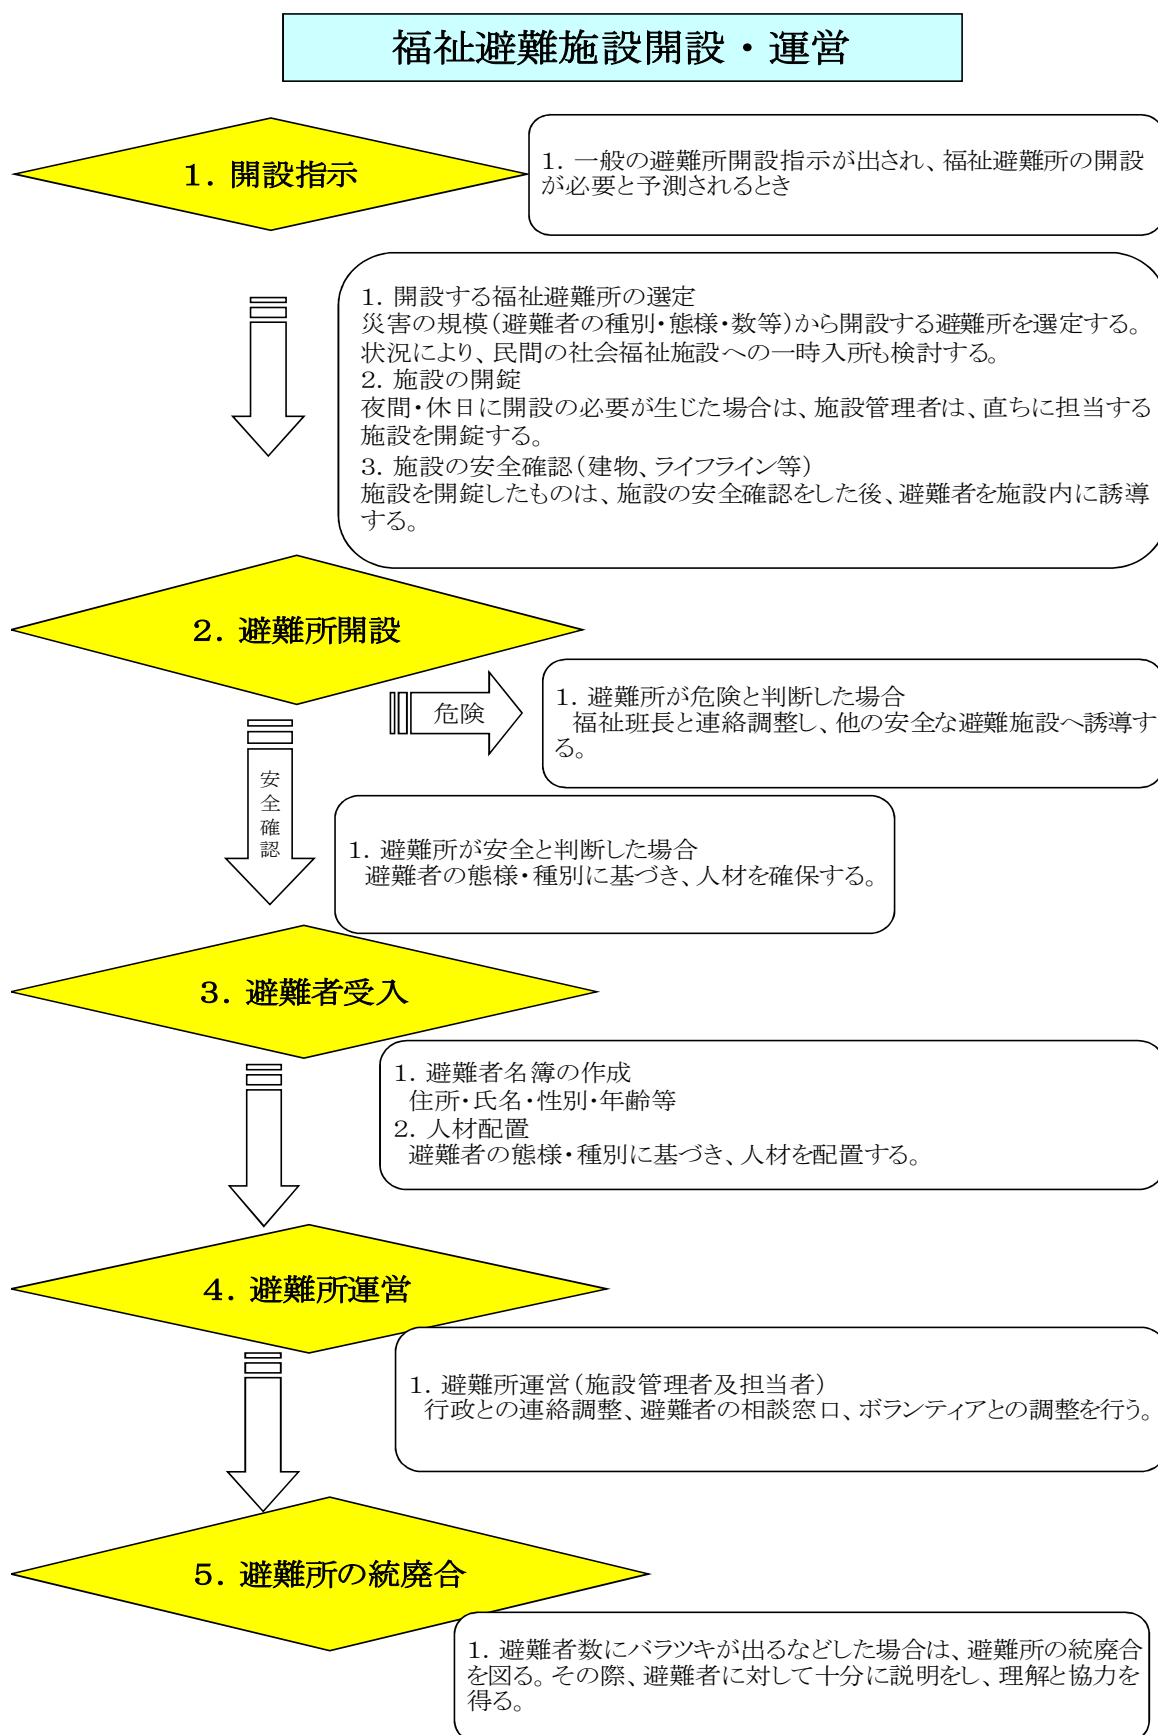 福祉避難施設開設・運営
1．開設指示
1．一般の避難所開設指示が出され、福祉避難所の開設
が必要と予測されるとき
1．開設する福祉避難所の選定
災害の規模（避難者の種別・態様・数等）から開設する避難所を選定する。
状況により、民間の社会福祉施設への一時入所も検討する。
2．施設の開錠
夜間・休日に開設の必要が生じた場合は、施設管理者は、直ちに担当する
施設を開錠する。
3．施設の安全確認（建物、ライフライン等）
施設を開錠したものは、施設の安全確認をした後、避難者を施設内に誘導
する。
2．避難所開設
危険
1．避難所が危険と判断した場合
福祉班長と連絡調整し、他の安全な避難施設へ誘導す
る。
安全確認
1．避難所が安全と判断した場合
避難者の態様・種別に基づき、人材を確保する。
3．避難者受入
1．避難者名簿の作成
住所・氏名・性別・年齢等
2．人材配置
避難者の態様・種別に基づき、人材を配置する。
4．避難所運営
1．避難所運営（施設管理者及担当者）
行政との連絡調整、避難者の相談窓口、ボランティアとの調整を行う。
5．避難所の統廃合
1．避難者数にバラツキが出るなどした場合は、避難所の統廃合
を図る。その際、避難者に対して十分に説明をし、理解と協力を
得る。